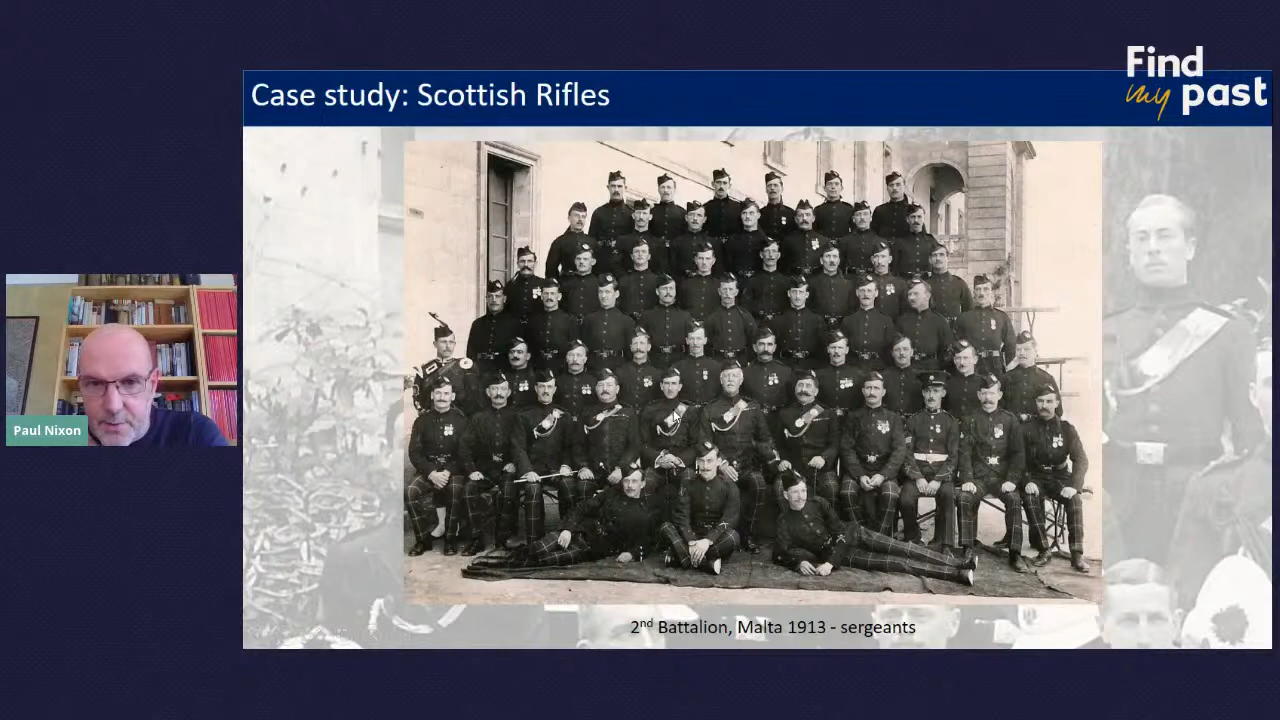 Find
my past
Case study: Scottish Rifles
Paul Nixon
2nd Battalion, Malta 1913 - sergeants